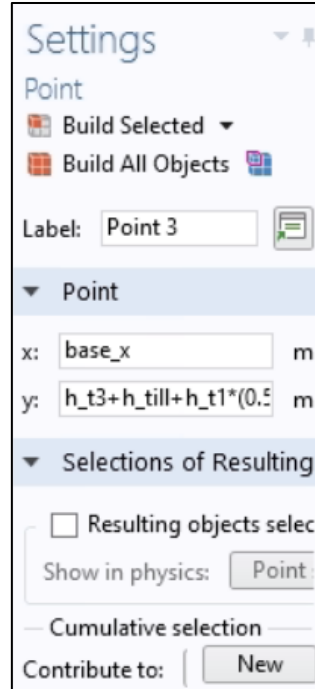 Settings
Point
Build Selected
Build All Objects
Label: Point 3
Point
x: base_x m
y: h_t3+h_till+h_t1*(0.5 m
Selections of Resulting
Resulting objects selec
Show in physics: Point
Cumulative selection
Contribute to: New